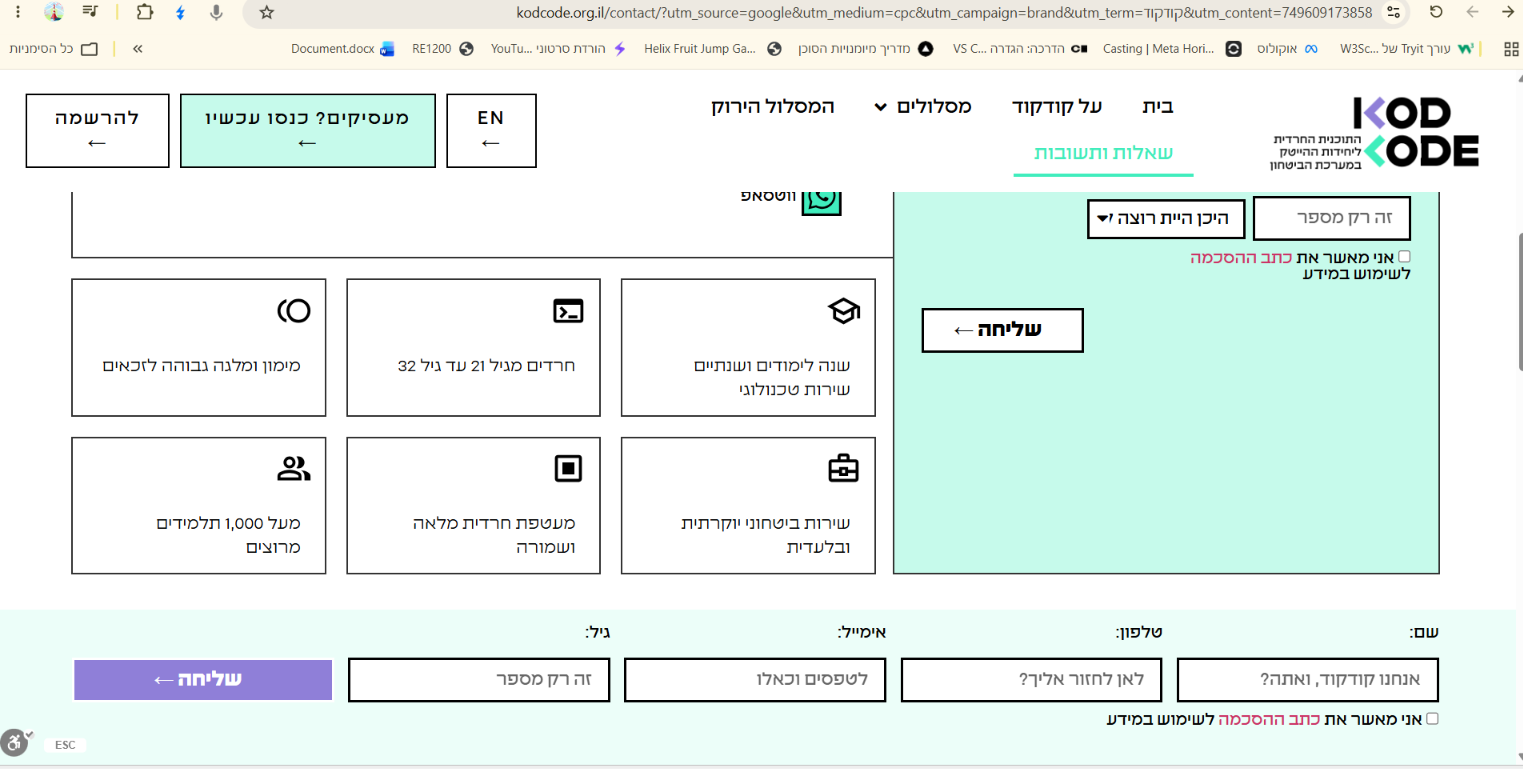 kodcode.org.il/contact/?utm_source=google&utm_medium=cpc&utm_campaign=brand&utm_term=קודקוד&utm_content=749609173858
עורך Tryit של W3Sc...
אוקולוס
Casting | Meta Hori...
הדרכה: הגדרה VS C...
מדריך מיומנויות הסוכן
Helix Fruit Jump Ga...
הורדת סרטוני YouTu...
RE1200
Document.docx
»
כל הסימניות
KOD
CODE
התוכנית החרדית
ליחידות ההייטק
במערכת הביטחון
בית
על קודקוד
מסלולים
המסלול הירוק
שאלות ותשובות
EN
←
מעסיקים? כנסו עכשיו
←
להרשמה
←
זה רק מספר
היכן היית רוצה
אני מאשר את כתב ההסכמה
לשימוש במידע
שליחה ←
ווטסאפ
שנה לימודים ושנתיים
שירות טכנולוגי
חרדים מגיל 21 עד גיל 32
מימון ומלגה גבוהה לזכאים
שירות ביטחוני יוקרתית
ובלעדית
מעטפת חרדית מלאה
ושמורה
מעל 1,000 תלמידים
מרוצים
שם:
טלפון:
אימייל:
גיל:
אנחנו קודקוד, ואתה?
לאן לחזור אליך?
לטפסים וכאלו
זה רק מספר
שליחה ←
אני מאשר את כתב ההסכמה לשימוש במידע
ESC